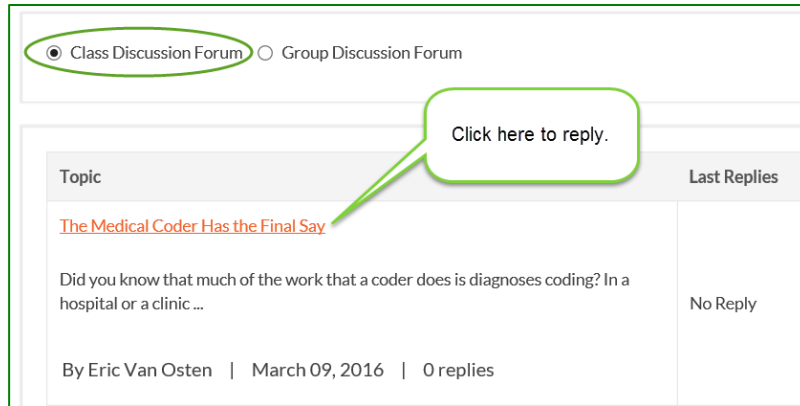 Class Discussion Forum Group Discussion Forum
Click here to reply.
Topic Last Replies
The Medical Coder Has the Final Say
Did you know that much of the work that a coder does is diagnoses coding? In a
hospital or a clinic ...
No Reply
By Eric Van Osten | March 09, 2016 | 0 replies